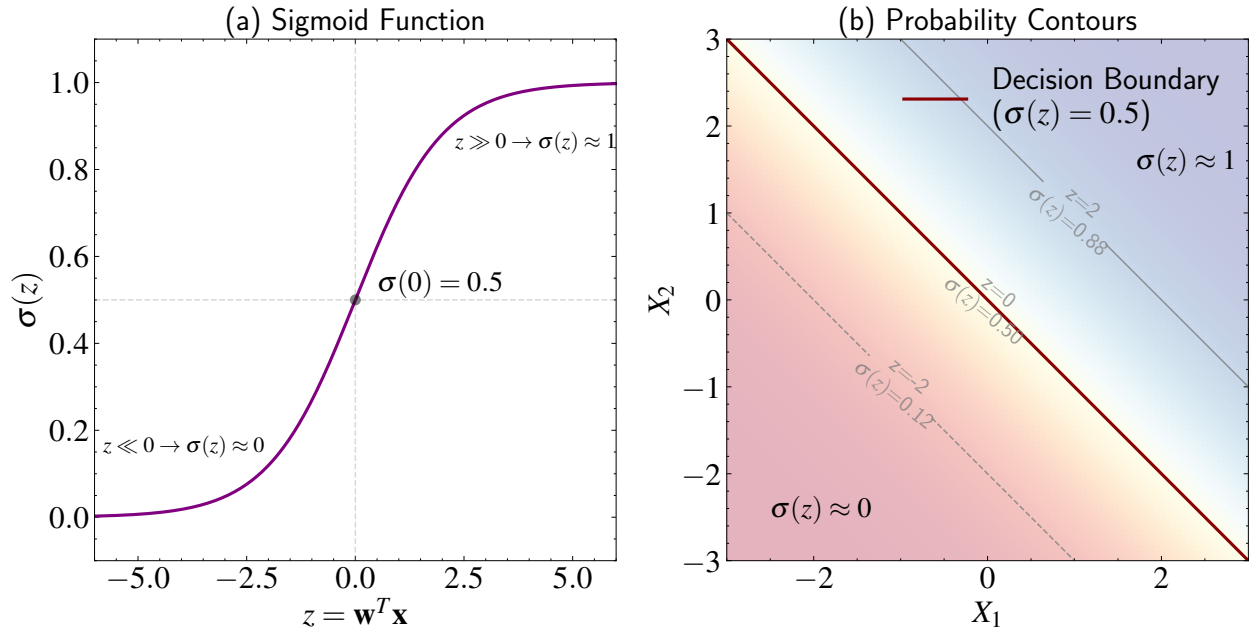 (a) Sigmoid Function
1.0
0.8
0.6
0.4
0.2
0.0
σ(z)
z ≫ 0 → σ(z) ≈ 1
σ(0) = 0.5
z ≪ 0 → σ(z) ≈ 0
−5.0
−2.5
0.0
2.5
5.0
z = w^T x
(b) Probability Contours
3
2
1
0
−1
−2
−3
X_2
Decision Boundary
(σ(z) = 0.5)
σ(z) ≈ 1
z=2
σ(z)=0.88
z=0
σ(z)=0.50
z=-2
σ(z)=0.12
σ(z) ≈ 0
−2
0
2
X_1